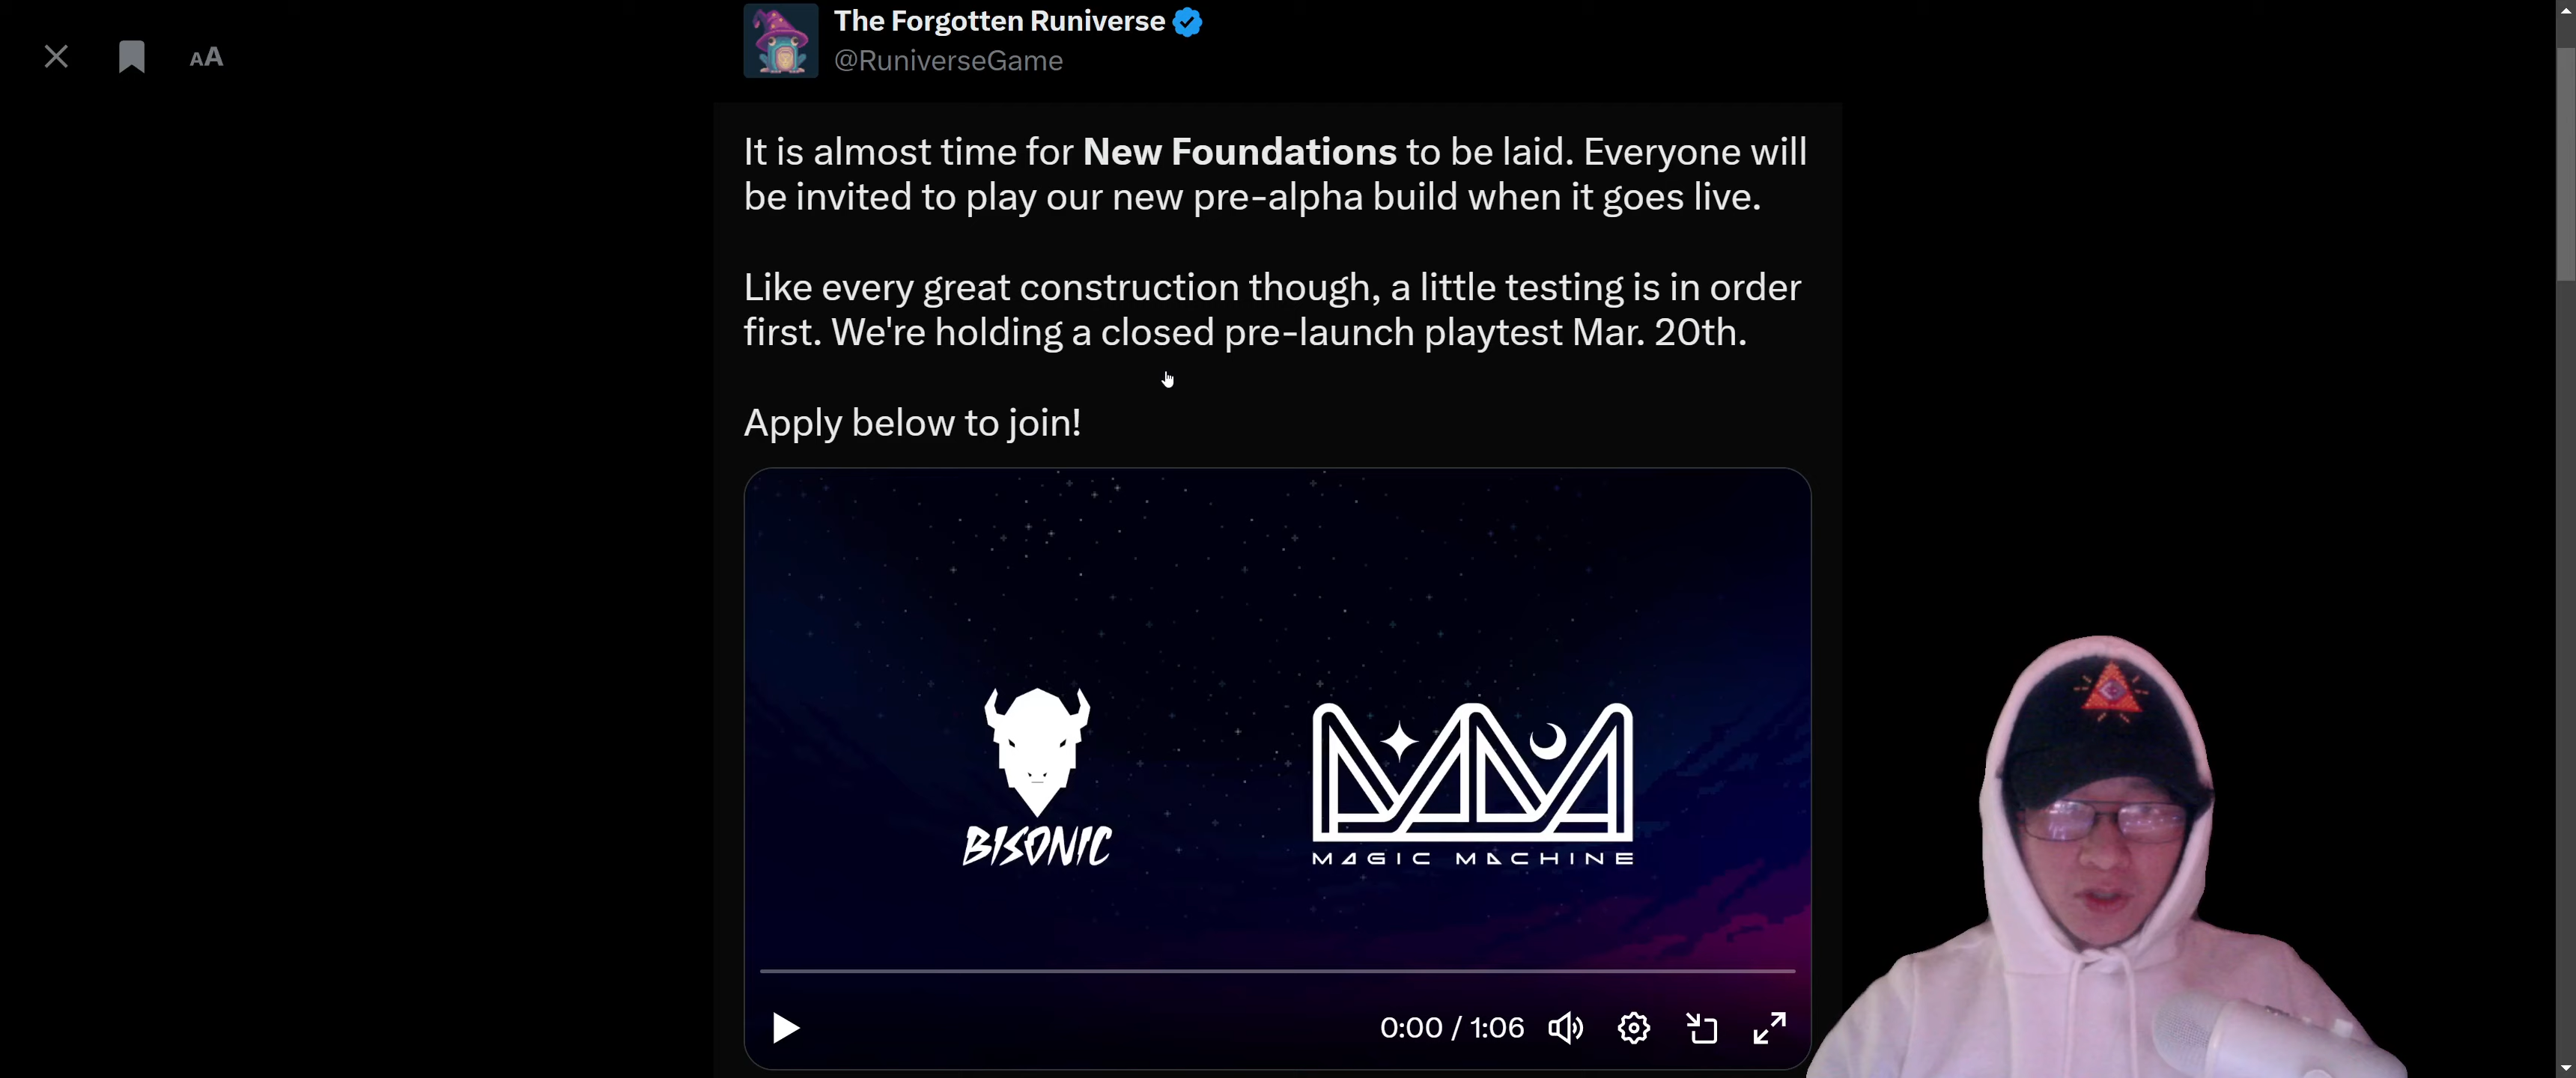 The Forgotten Runiverse
@RuniverseGame
AA
It is almost time for New Foundations to be laid. Everyone will
be invited to play our new pre-alpha build when it goes live.
Like every great construction though, a little testing is in order
first. We're holding a closed pre-launch playtest Mar. 20th.
Apply below to join!
BISONIC
MAGIC MACHINE
0:00 / 1:06